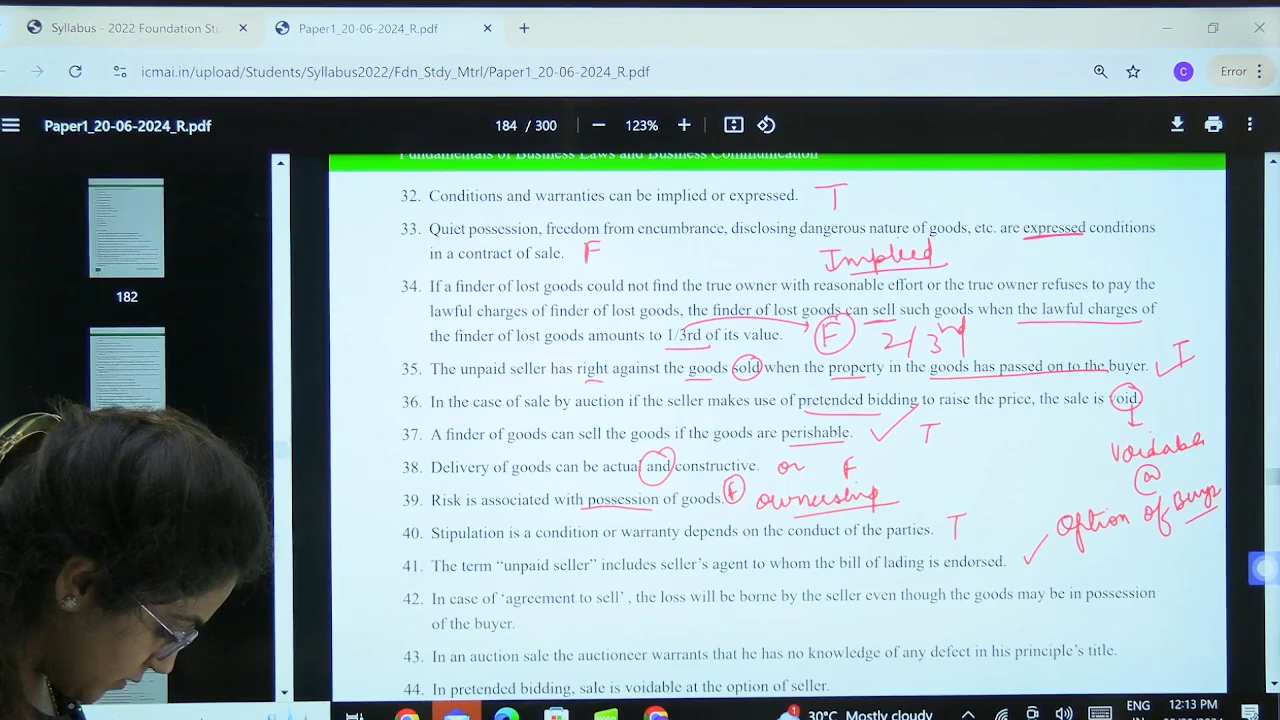 Syllabus - 2022 Foundation Stu
Paper1_20-06-2024_R.pdf
icmai.in/upload/Students/Syllabus2022/Fdn_Stdy_Mtrl/Paper1_20-06-2024_R.pdf
C
Error
Paper1_20-06-2024_R.pdf
184 / 300
123%
182
Fundamentals of Business Laws and Business Communication
32. Conditions and warranties can be implied or expressed. T
33. Quiet possession, freedom from encumbrance, disclosing dangerous nature of goods, etc. are expressed conditions
in a contract of sale. F Implied
34. If a finder of lost goods could not find the true owner with reasonable effort or the true owner refuses to pay the
lawful charges of finder of lost goods, the finder of lost goods can sell such goods when the lawful charges of
the finder of lost goods amounts to 1/3rd of its value. F 2/3rd
35. The unpaid seller has right against the goods sold when the property in the goods has passed on to the buyer. T
36. In the case of sale by auction if the seller makes use of pretended bidding to raise the price, the sale is void.
37. A finder of goods can sell the goods if the goods are perishable. T
Voidable
38. Delivery of goods can be actual and constructive. or F
@
39. Risk is associated with possession of goods. F ownership
option of Buyer
40. Stipulation is a condition or warranty depends on the conduct of the parties. T
41. The term “unpaid seller” includes seller’s agent to whom the bill of lading is endorsed.
42. In case of ‘agreement to sell’ , the loss will be borne by the seller even though the goods may be in possession
of the buyer.
43. In an auction sale the auctioneer warrants that he has no knowledge of any defect in his principle’s title.
44. In pretended bidding, sale is voidable at the option of seller
1
Mostly cloudy
ENG
12:13 PM